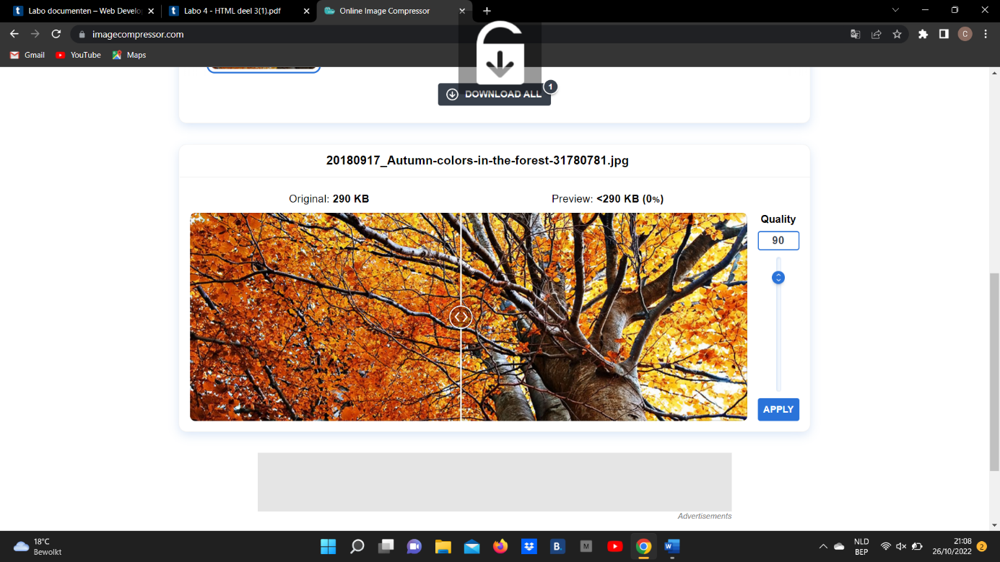 Labo documenten – Web Develo
Labo 4 - HTML deel 3(1).pdf
Online Image Compressor
imagecompressor.com
C
Gmail
YouTube
Maps
DOWNLOAD ALL
1
20180917_Autumn-colors-in-the-forest-31780781.jpg
Original: 290 KB
Preview: <290 KB (0%)
Quality
90
APPLY
Advertisements
18°C
Bewolkt
B.
M
W
NLD
BEP
21:08
26/10/2022
2